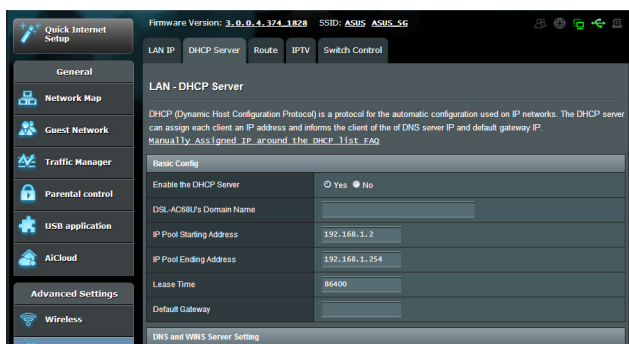 Quick Internet
Setup
Firmware Version: 3.0.0.4.374_1828 SSID: ASUS ASUS_5G
LAN IP DHCP Server Route IPTV Switch Control
General
Network Map
Guest Network
Traffic Manager
Parental control
USB application
AiCloud
Advanced Settings
Wireless
LAN - DHCP Server
DHCP (Dynamic Host Configuration Protocol) is a protocol for the automatic configuration used on IP networks. The DHCP server
can assign each client an IP address and informs the client of the of DNS server IP and default gateway IP.
Manually Assigned IP around the DHCP list FAQ
Basic Config
Enable the DHCP Server Yes No
DSL-AC68U's Domain Name
IP Pool Starting Address 192.168.1.2
IP Pool Ending Address 192.168.1.254
Lease Time 86400
Default Gateway
DNS and WINS Server Setting